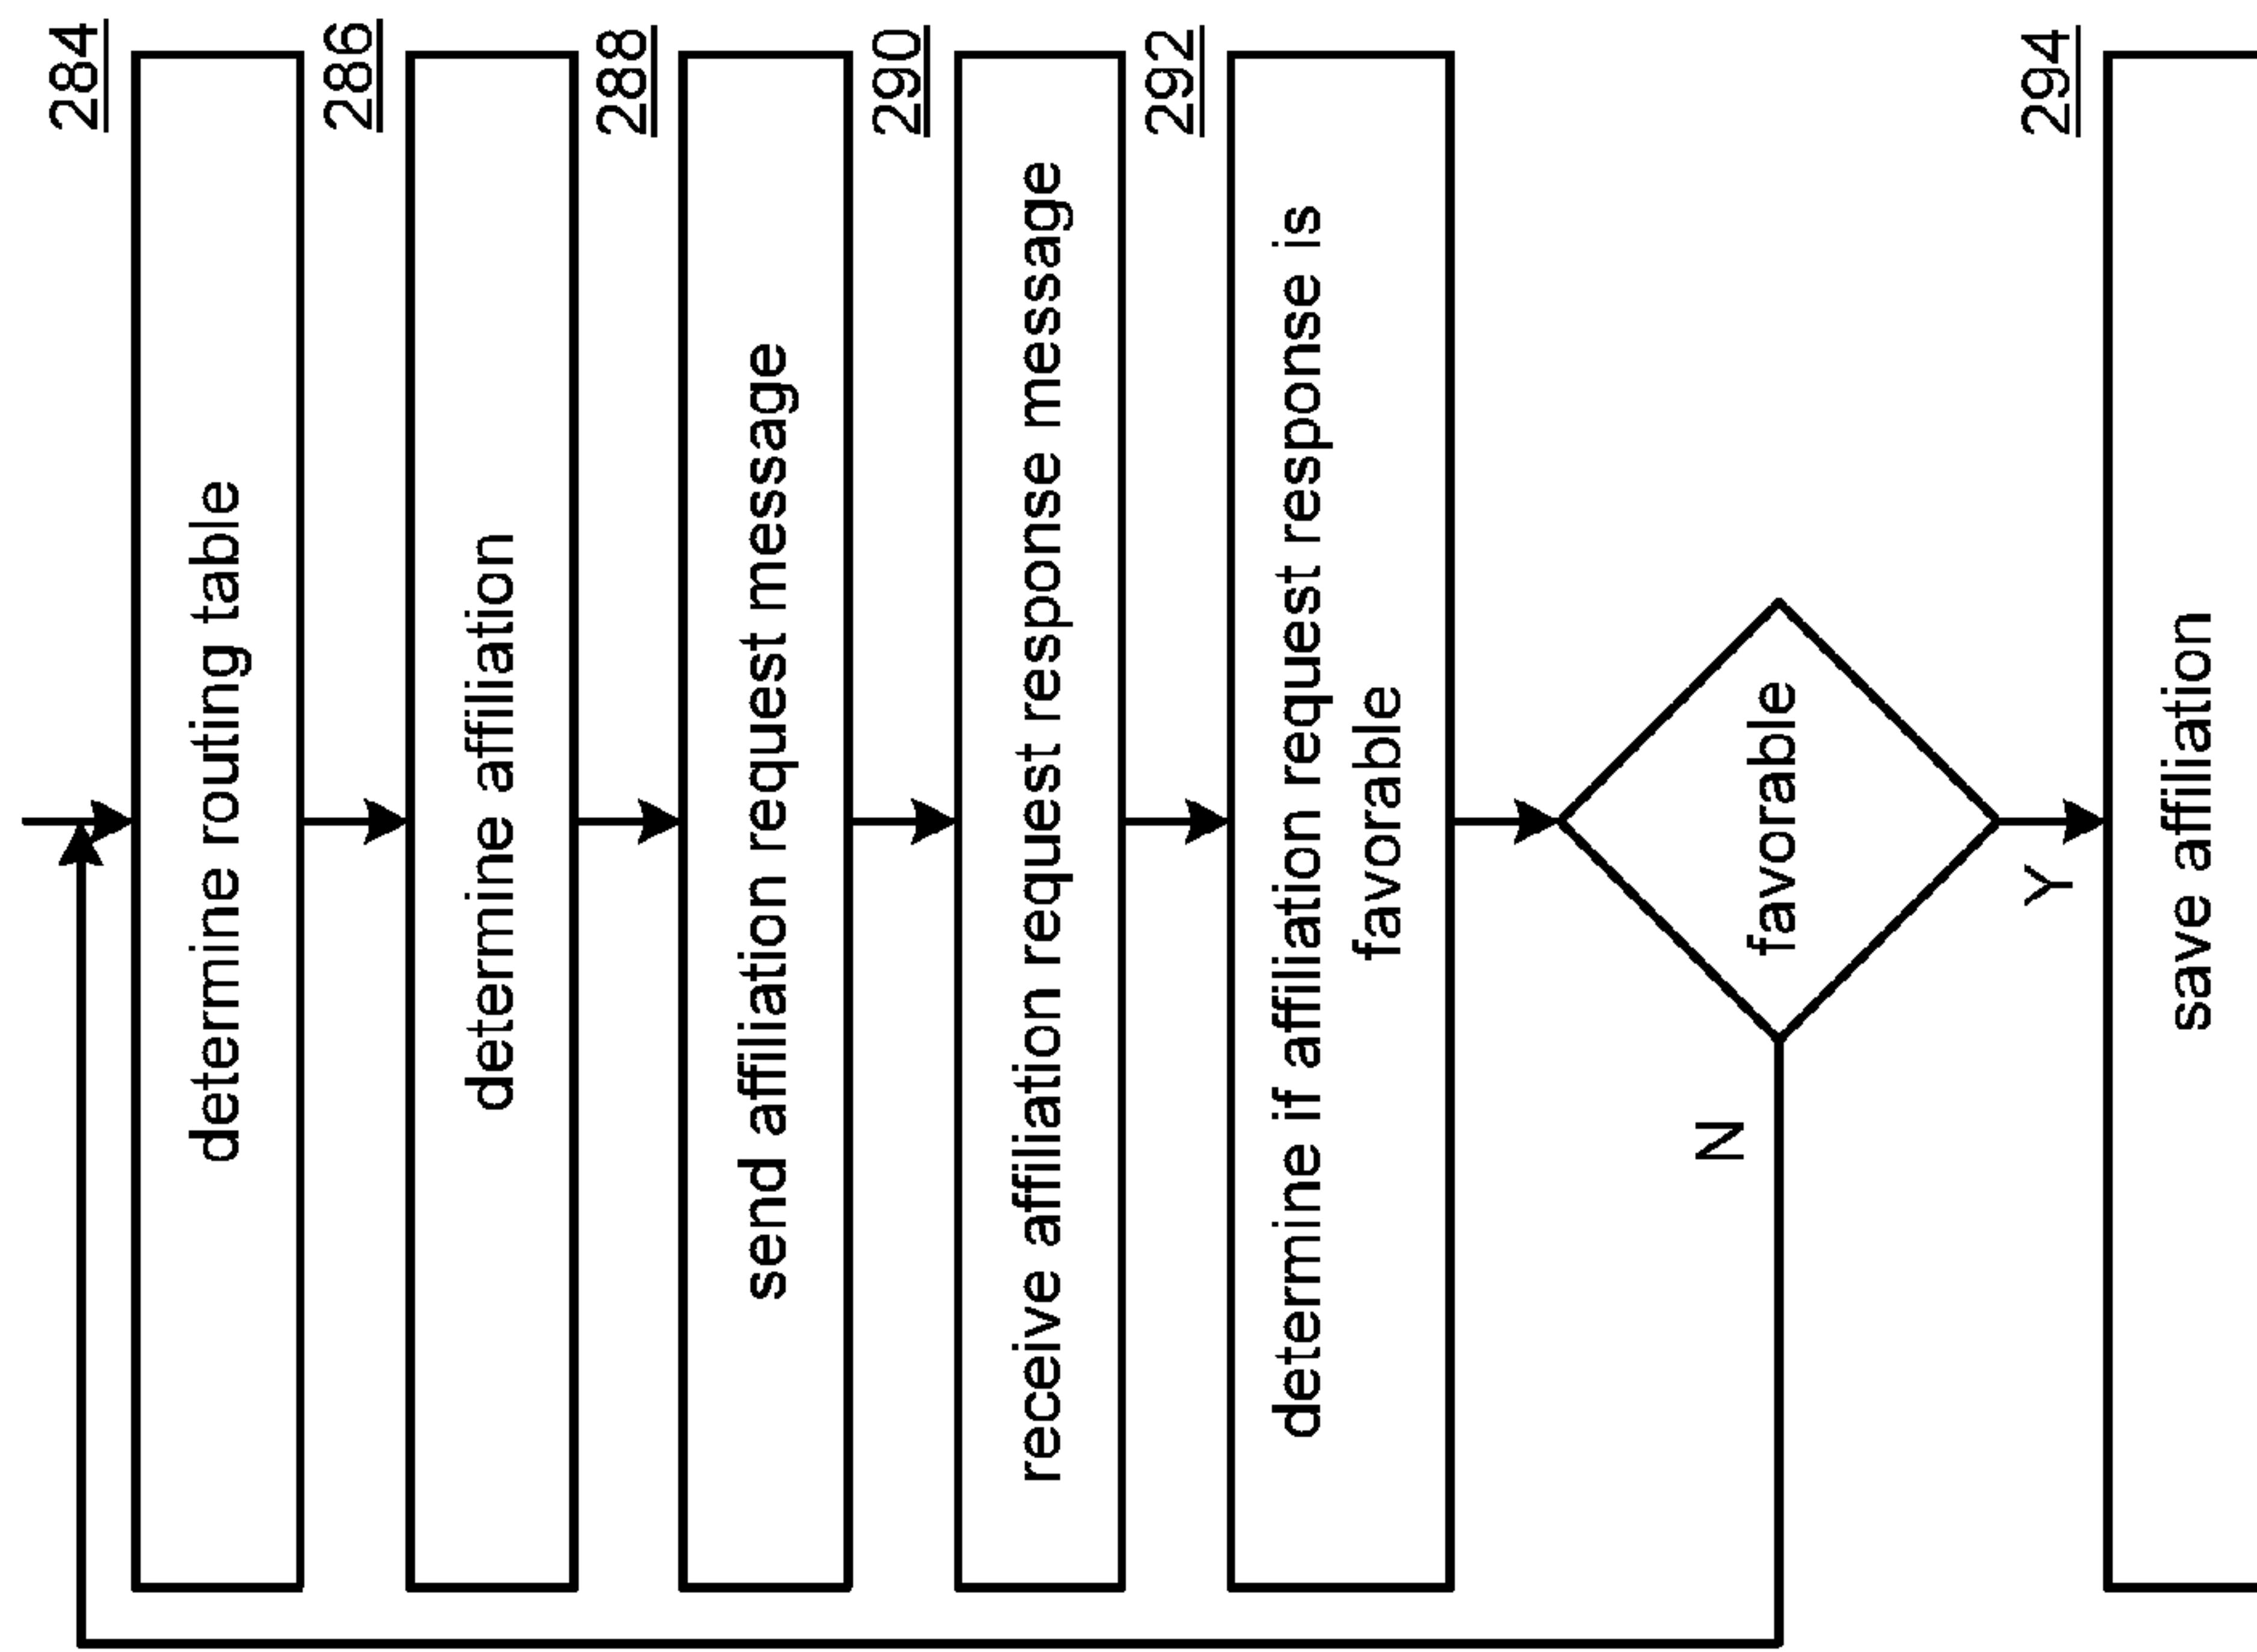 284
determine routing table
286
determine affiliation
288
send affiliation request message
290
receive affiliation request response message
292
determine if affiliation request response is
favorable
favorable
N
Y
294
save affiliation